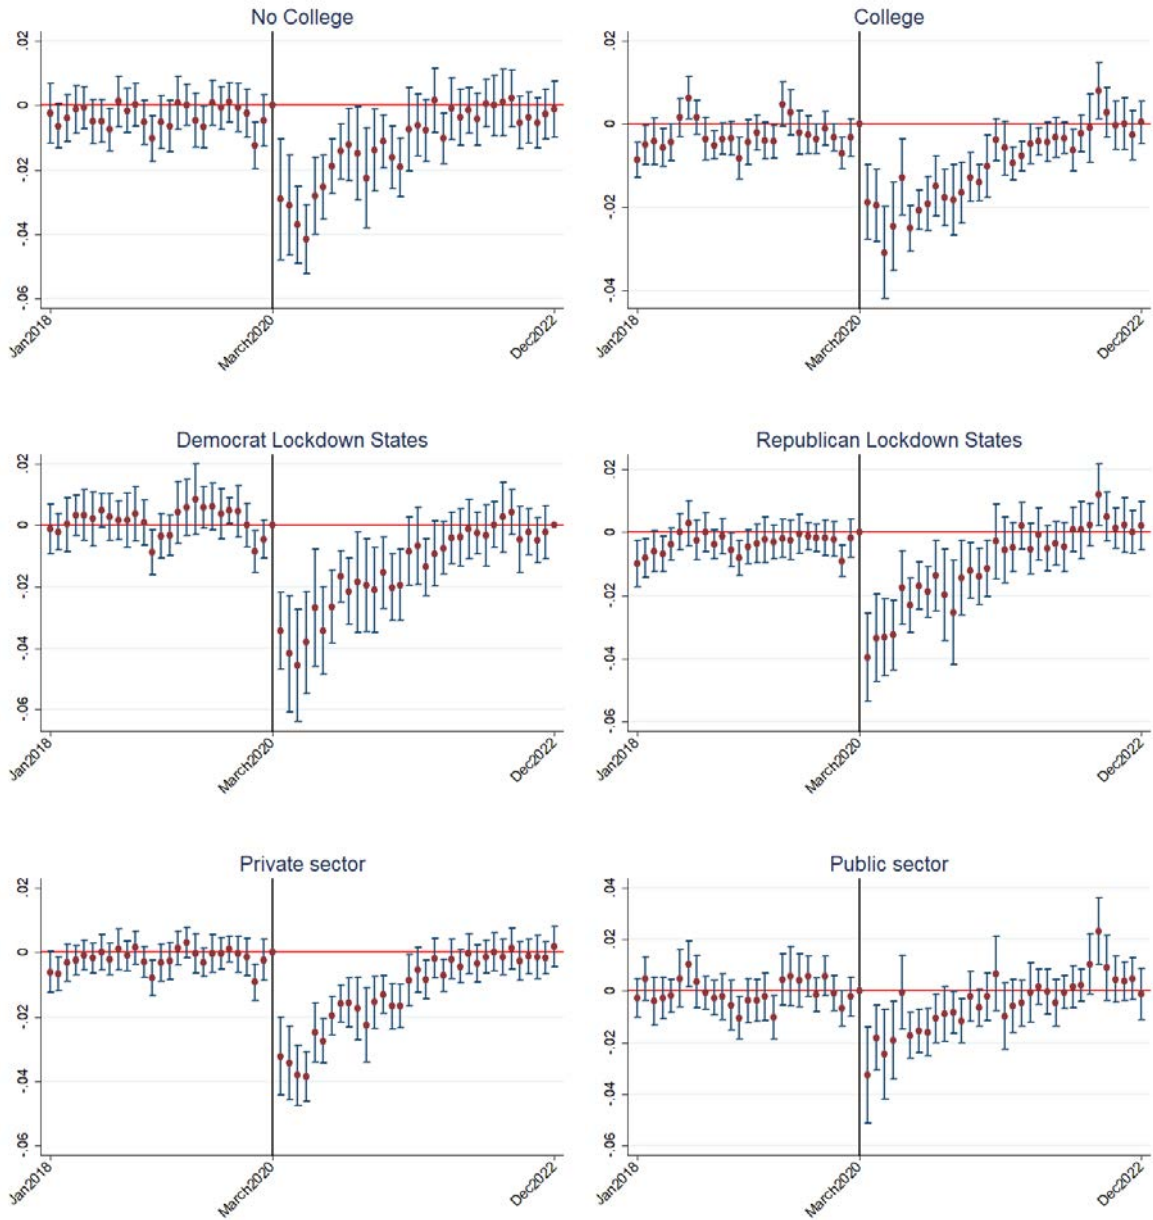 No College
.02
0
-.02
-.04
-.06
Jan2018
March2020
Dec2022
College
.02
0
-.02
-.04
Jan2018
March2020
Dec2022
Democrat Lockdown States
.02
0
-.02
-.04
-.06
Jan2018
March2020
Dec2022
Republican Lockdown States
.02
0
-.02
-.04
-.06
Jan2018
March2020
Dec2022
Private sector
.02
0
-.02
-.04
-.06
Jan2018
March2020
Dec2022
Public sector
.04
.02
0
-.02
-.04
-.06
Jan2018
March2020
Dec2022